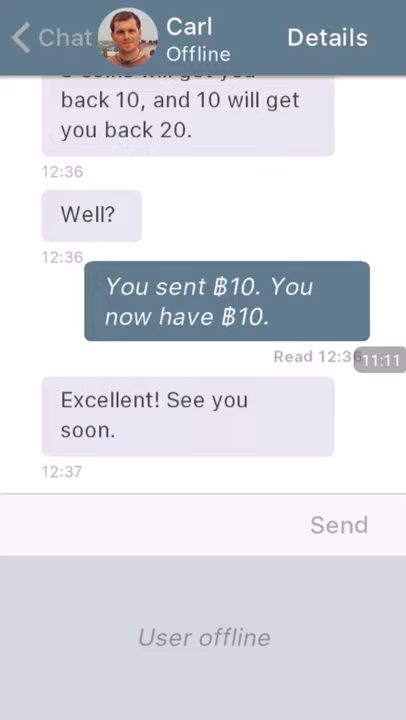 Chat
Carl
Offline
Details
back 10, and 10 will get
you back 20.
12:36
Well?
12:36
You sent ฿10. You
now have ฿10.
Read 12:36
11:11
Excellent! See you
soon.
12:37
Send
User offline